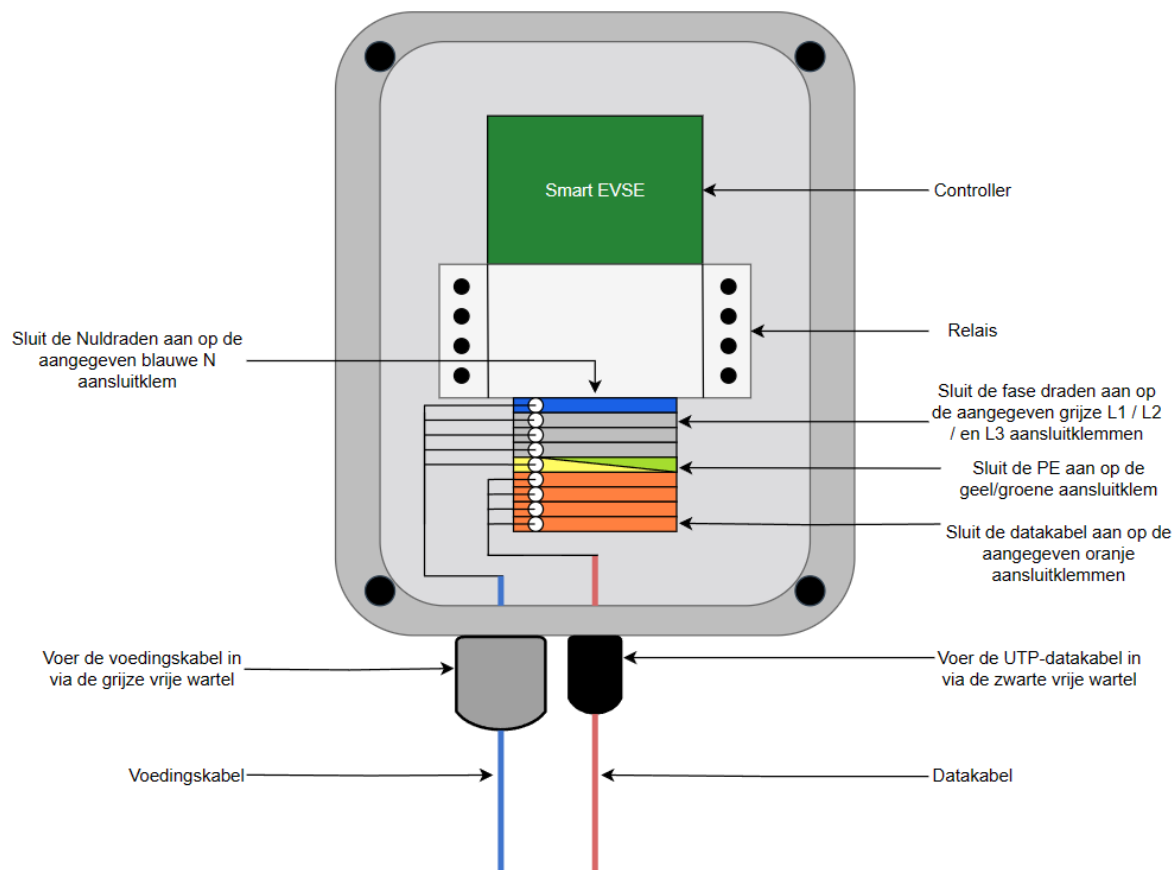 Smart EVSE
Controller
Sluit de Nuldraden aan op de
aangegeven blauwe N
aansluitklem
Relais
Sluit de fase draden aan op
de aangegeven grijze L1 / L2
/ en L3 aansluitklemmen
Sluit de PE aan op de
geel/groene aansluitklem
Sluit de datakabel aan op de
aangegeven oranje
aansluitklemmen
Voer de voedingskabel in
via de grijze vrije wartel
Voer de UTP-datakabel in
via de zwarte vrije wartel
Voedingskabel
Datakabel